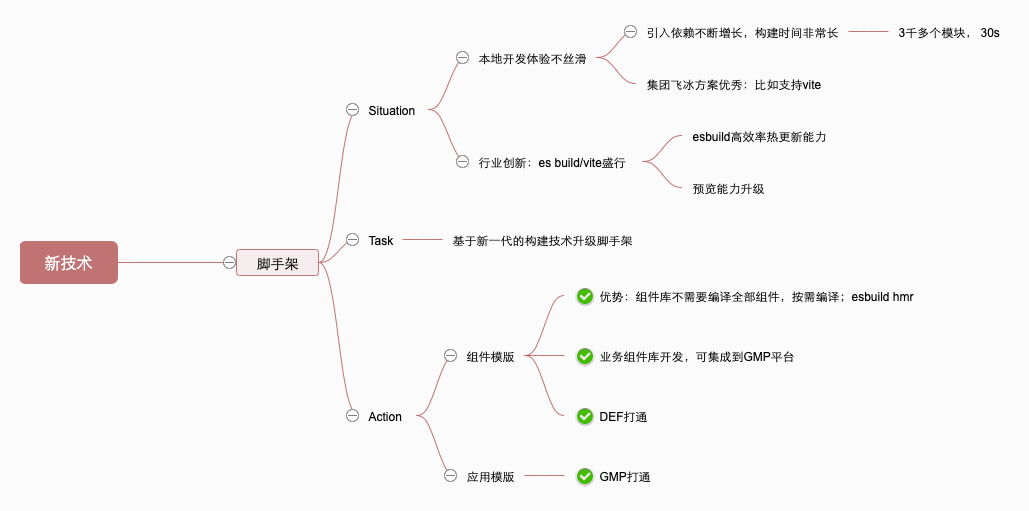 新技术
脚手架
Situation
本地开发体验不丝滑
引入依赖不断增长，构建时间非常长
3千多个模块， 30s
集团飞冰方案优秀：比如支持vite
行业创新：es build/vite盛行
esbuild高效率热更新能力
预览能力升级
Task
基于新一代的构建技术升级脚手架
Action
组件模版
优势：组件库不需要编译全部组件，按需编译；esbuild hmr
业务组件库开发，可集成到GMP平台
DEF打通
应用模版
GMP打通